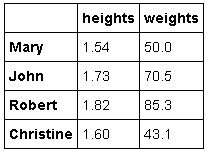 heights weights
Mary 1.54 50.0
John 1.73 70.5
Robert 1.82 85.3
Christine 1.60 43.1